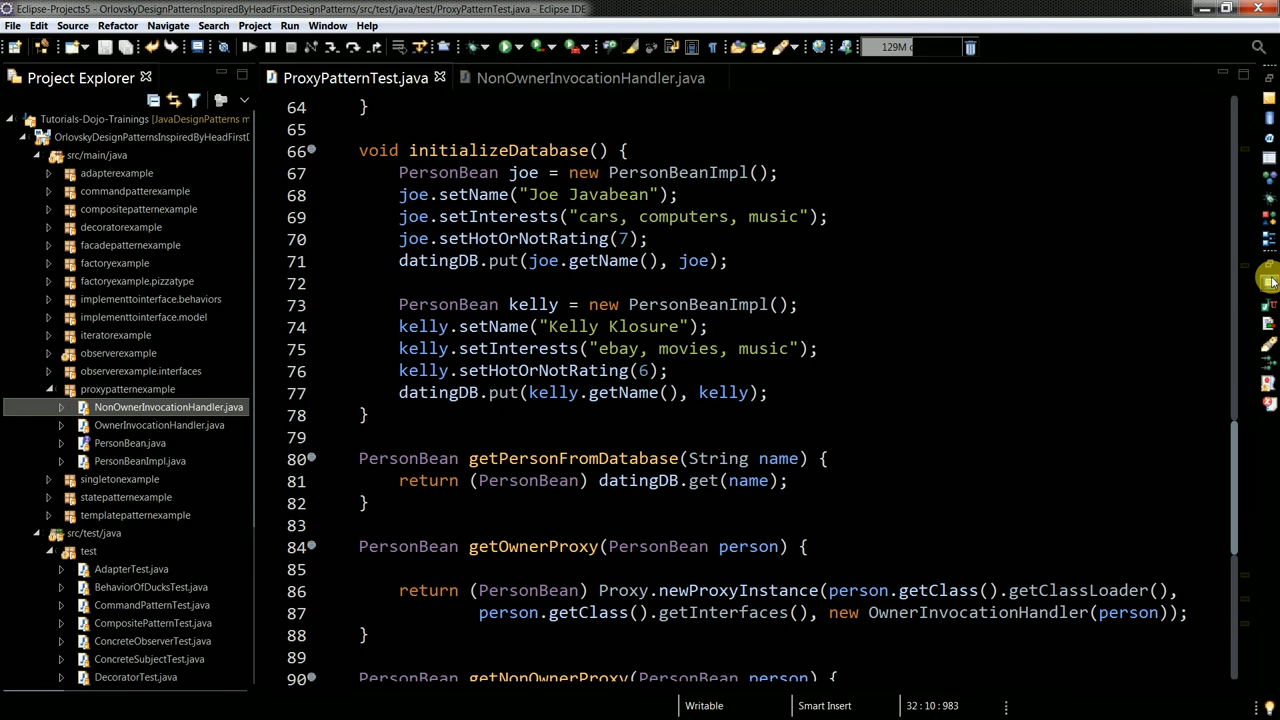 Eclipse-Projects5 - OrlovskyDesignPatternsInspiredByHeadFirstDesignPatterns/src/test/java/test/ProxyPatternTest.java - Eclipse IDE
File Edit Source Refactor Navigate Search Project Run Window Help
129M
Project Explorer
ProxyPatternTest.java
NonOwnerInvocationHandler.java
Tutorials-Dojo-Trainings [JavaDesignPatterns m
OrlovskyDesignPatternsInspiredByHeadFirstD
src/main/java
adapterexample
commandpatternexample
compositepatternexample
decoratorexample
facadepatternexample
factoryexample
factoryexample.pizzatype
implementtointerface.behaviors
implementtointerface.model
iteratorexample
observerexample
observerexample.interfaces
proxypatternexample
NonOwnerInvocationHandler.java
OwnerInvocationHandler.java
PersonBean.java
PersonBeanImpl.java
singletonexample
statepatternexample
templatepatternexample
src/test/java
test
AdapterTest.java
BehaviorOfDucksTest.java
CommandPatternTest.java
CompositePatternTest.java
ConcreteObserverTest.java
ConcreteSubjectTest.java
DecoratorTest.java
64 }
65
66 void initializeDatabase() {
67 PersonBean joe = new PersonBeanImpl();
68 joe.setName("Joe Javabean");
69 joe.setInterests("cars, computers, music");
70 joe.setHotOrNotRating(7);
71 datingDB.put(joe.getName(), joe);
72
73 PersonBean kelly = new PersonBeanImpl();
74 kelly.setName("Kelly Klosure");
75 kelly.setInterests("ebay, movies, music");
76 kelly.setHotOrNotRating(6);
77 datingDB.put(kelly.getName(), kelly);
78 }
79
80 PersonBean getPersonFromDatabase(String name) {
81 return (PersonBean) datingDB.get(name);
82 }
83
84 PersonBean getOwnerProxy(PersonBean person) {
85
86 return (PersonBean) Proxy.newProxyInstance(person.getClass().getClassLoader(),
87 person.getClass().getInterfaces(), new OwnerInvocationHandler(person));
88 }
89
90 PersonBean getNonOwnerProxy(PersonBean person) {
Writable
Smart Insert
32 : 10 : 983